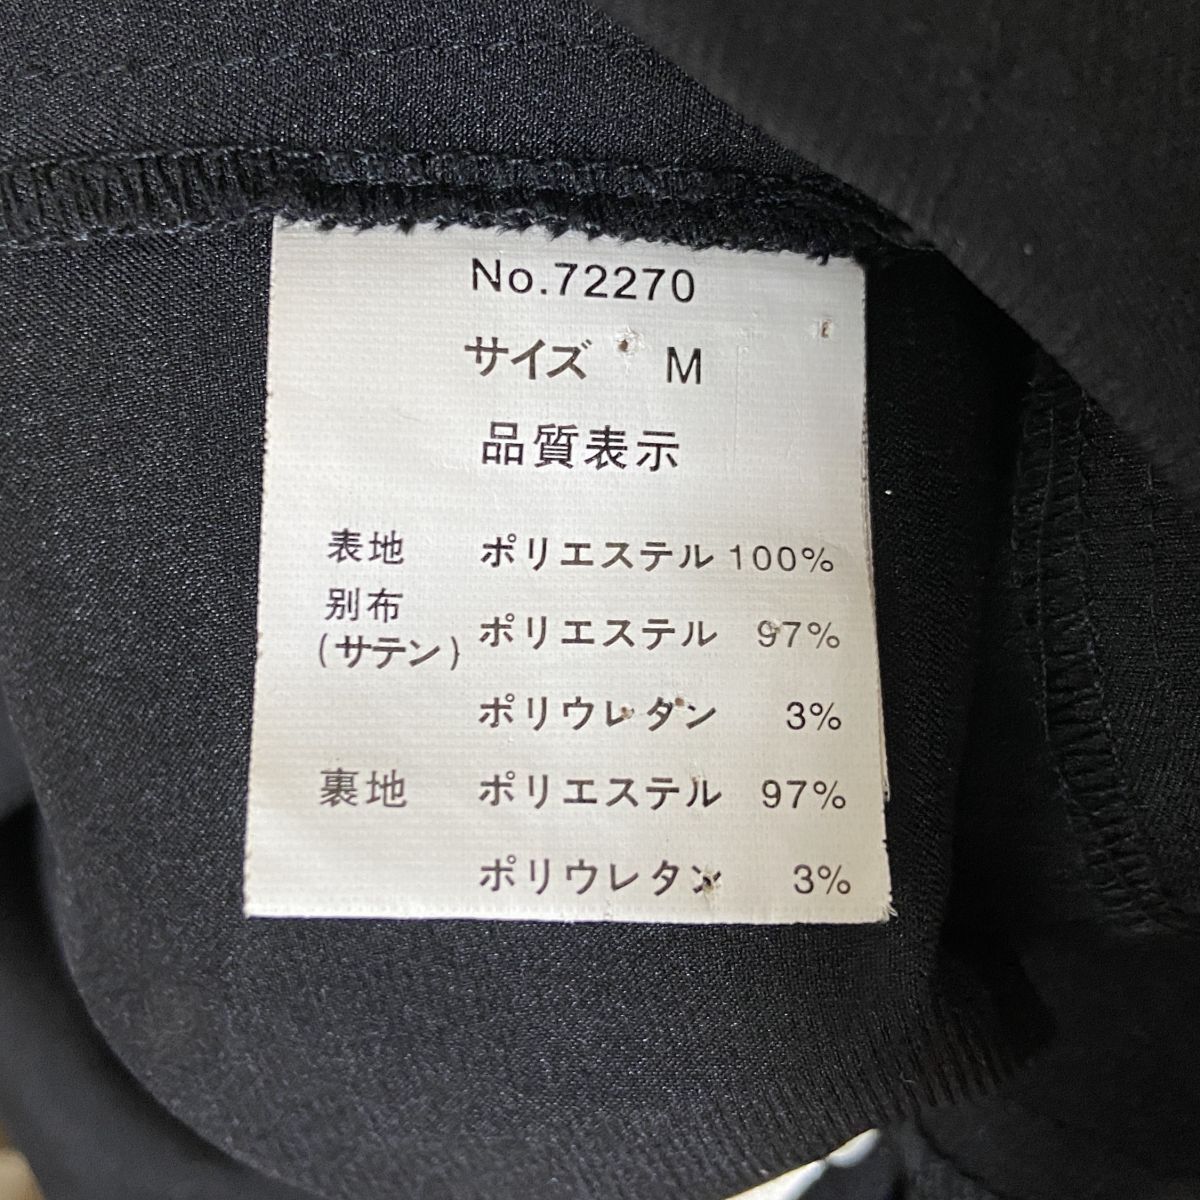 No.72270
サイズ M
品質表示
表地 ポリエステル 100%
別布
(サテン) ポリエステル 97%
ポリウレタン 3%
裏地 ポリエステル 97%
ポリウレタン 3%